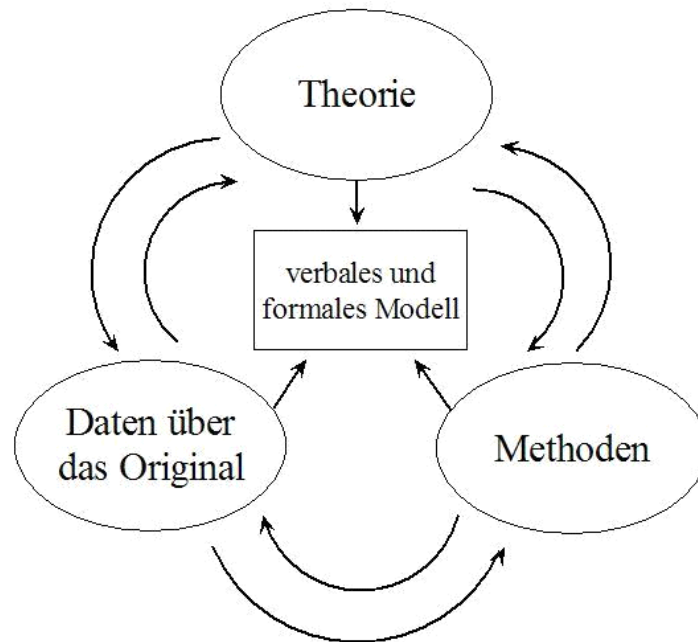 Theorie
verbales und
formales Modell
Daten über
das Original
Methoden